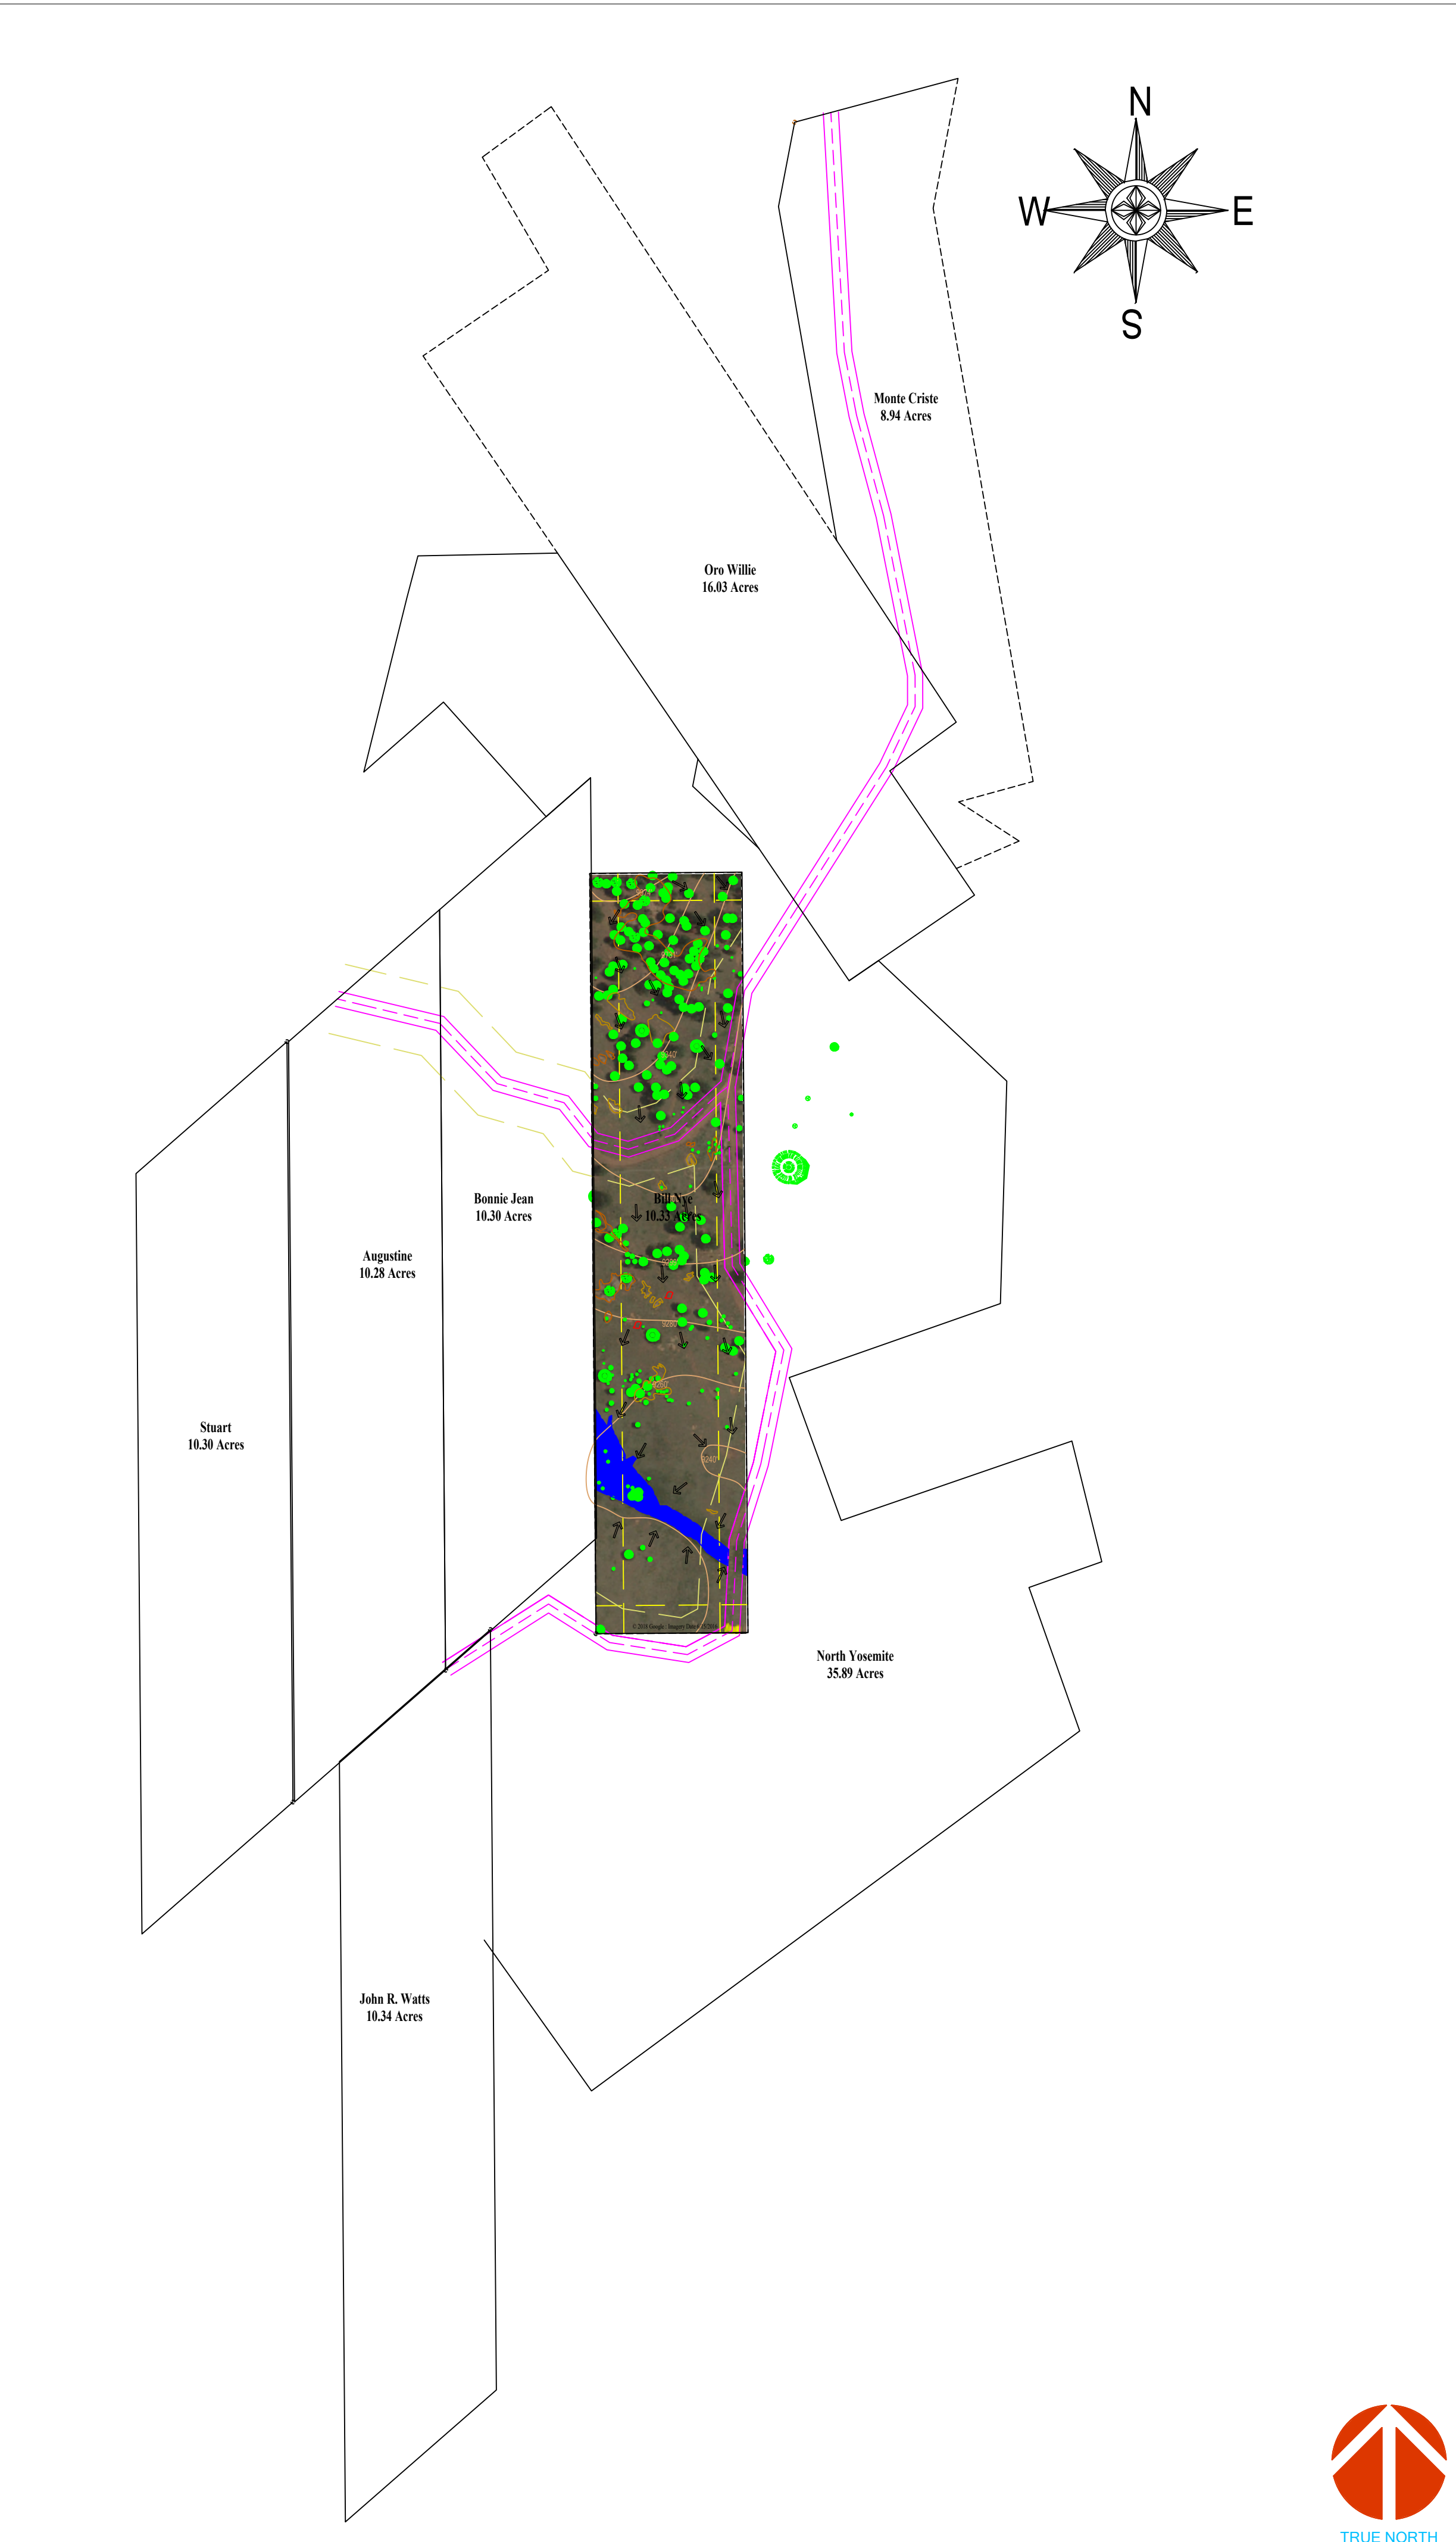 N
W
E
S
Monte Criste
8.94 Acres
Oro Willie
16.03 Acres
Bonnie Jean
10.30 Acres
Bill Nye
10.33 Acres
Augustine
10.28 Acres
9280
9240
Stuart
10.30 Acres
North Yosemite
35.89 Acres
John R. Watts
10.34 Acres
TRUE NORTH